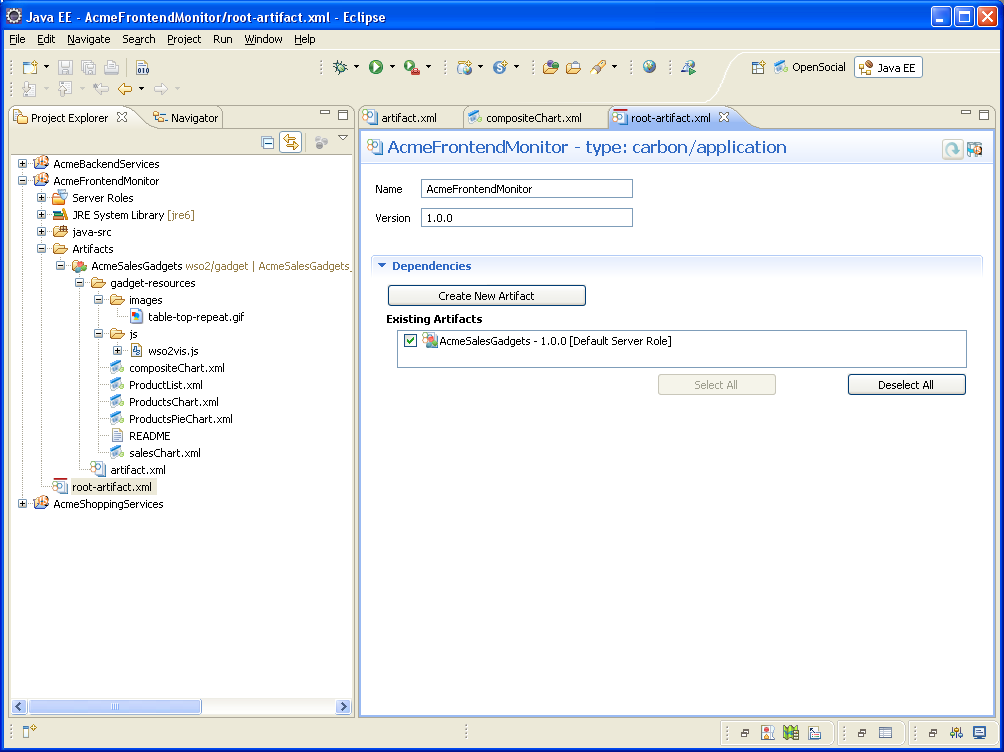 Java EE - AcmeFrontendMonitor/root-artifact.xml - Eclipse
File Edit Navigate Search Project Run Window Help
010
OpenSocial Java EE
Project Explorer Navigator
artifact.xml compositeChart.xml root-artifact.xml
AcmeBackendServices
AcmeFrontendMonitor
Server Roles
JRE System Library [jre6]
java-src
Artifacts
AcmeSalesGadgets wso2/gadget | AcmeSalesGadgets_
gadget-resources
images
table-top-repeat.gif
js
wso2vis.js
compositeChart.xml
ProductList.xml
ProductsChart.xml
ProductsPieChart.xml
README
salesChart.xml
artifact.xml
root-artifact.xml
AcmeShoppingServices
AcmeFrontendMonitor - type: carbon/application
Name AcmeFrontendMonitor
Version 1.0.0
Dependencies
Create New Artifact
Existing Artifacts
AcmeSalesGadgets - 1.0.0 [Default Server Role]
Select All Deselect All